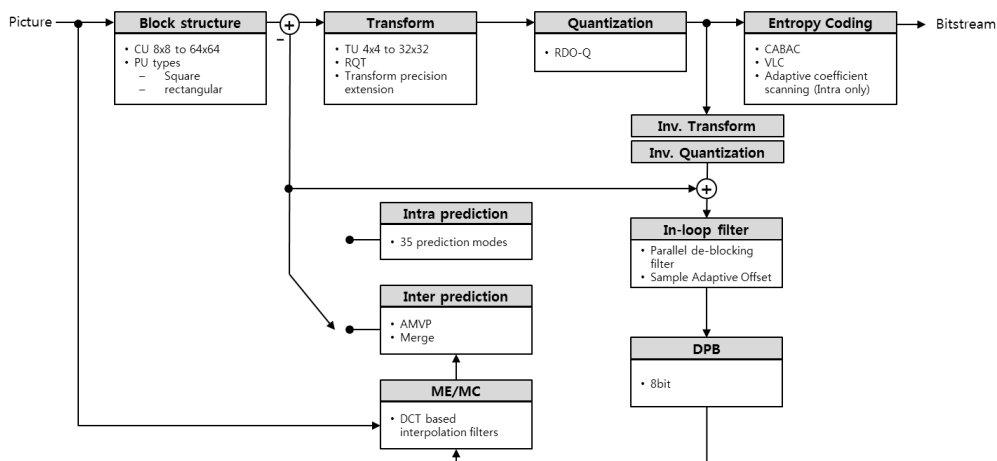 Picture
Block structure
• CU 8x8 to 64x64
• PU types
– Square
– rectangular
+
–
Transform
• TU 4x4 to 32x32
• RQT
• Transform precision
extension
Quantization
• RDO-Q
Entropy Coding
• CABAC
• VLC
• Adaptive coefficient
scanning (Intra only)
Bitstream
Inv. Transform
Inv. Quantization
+
Intra prediction
• 35 prediction modes
In-loop filter
• Parallel de-blocking
filter
• Sample Adaptive Offset
Inter prediction
• AMVP
• Merge
DPB
• 8bit
ME/MC
• DCT based
interpolation filters